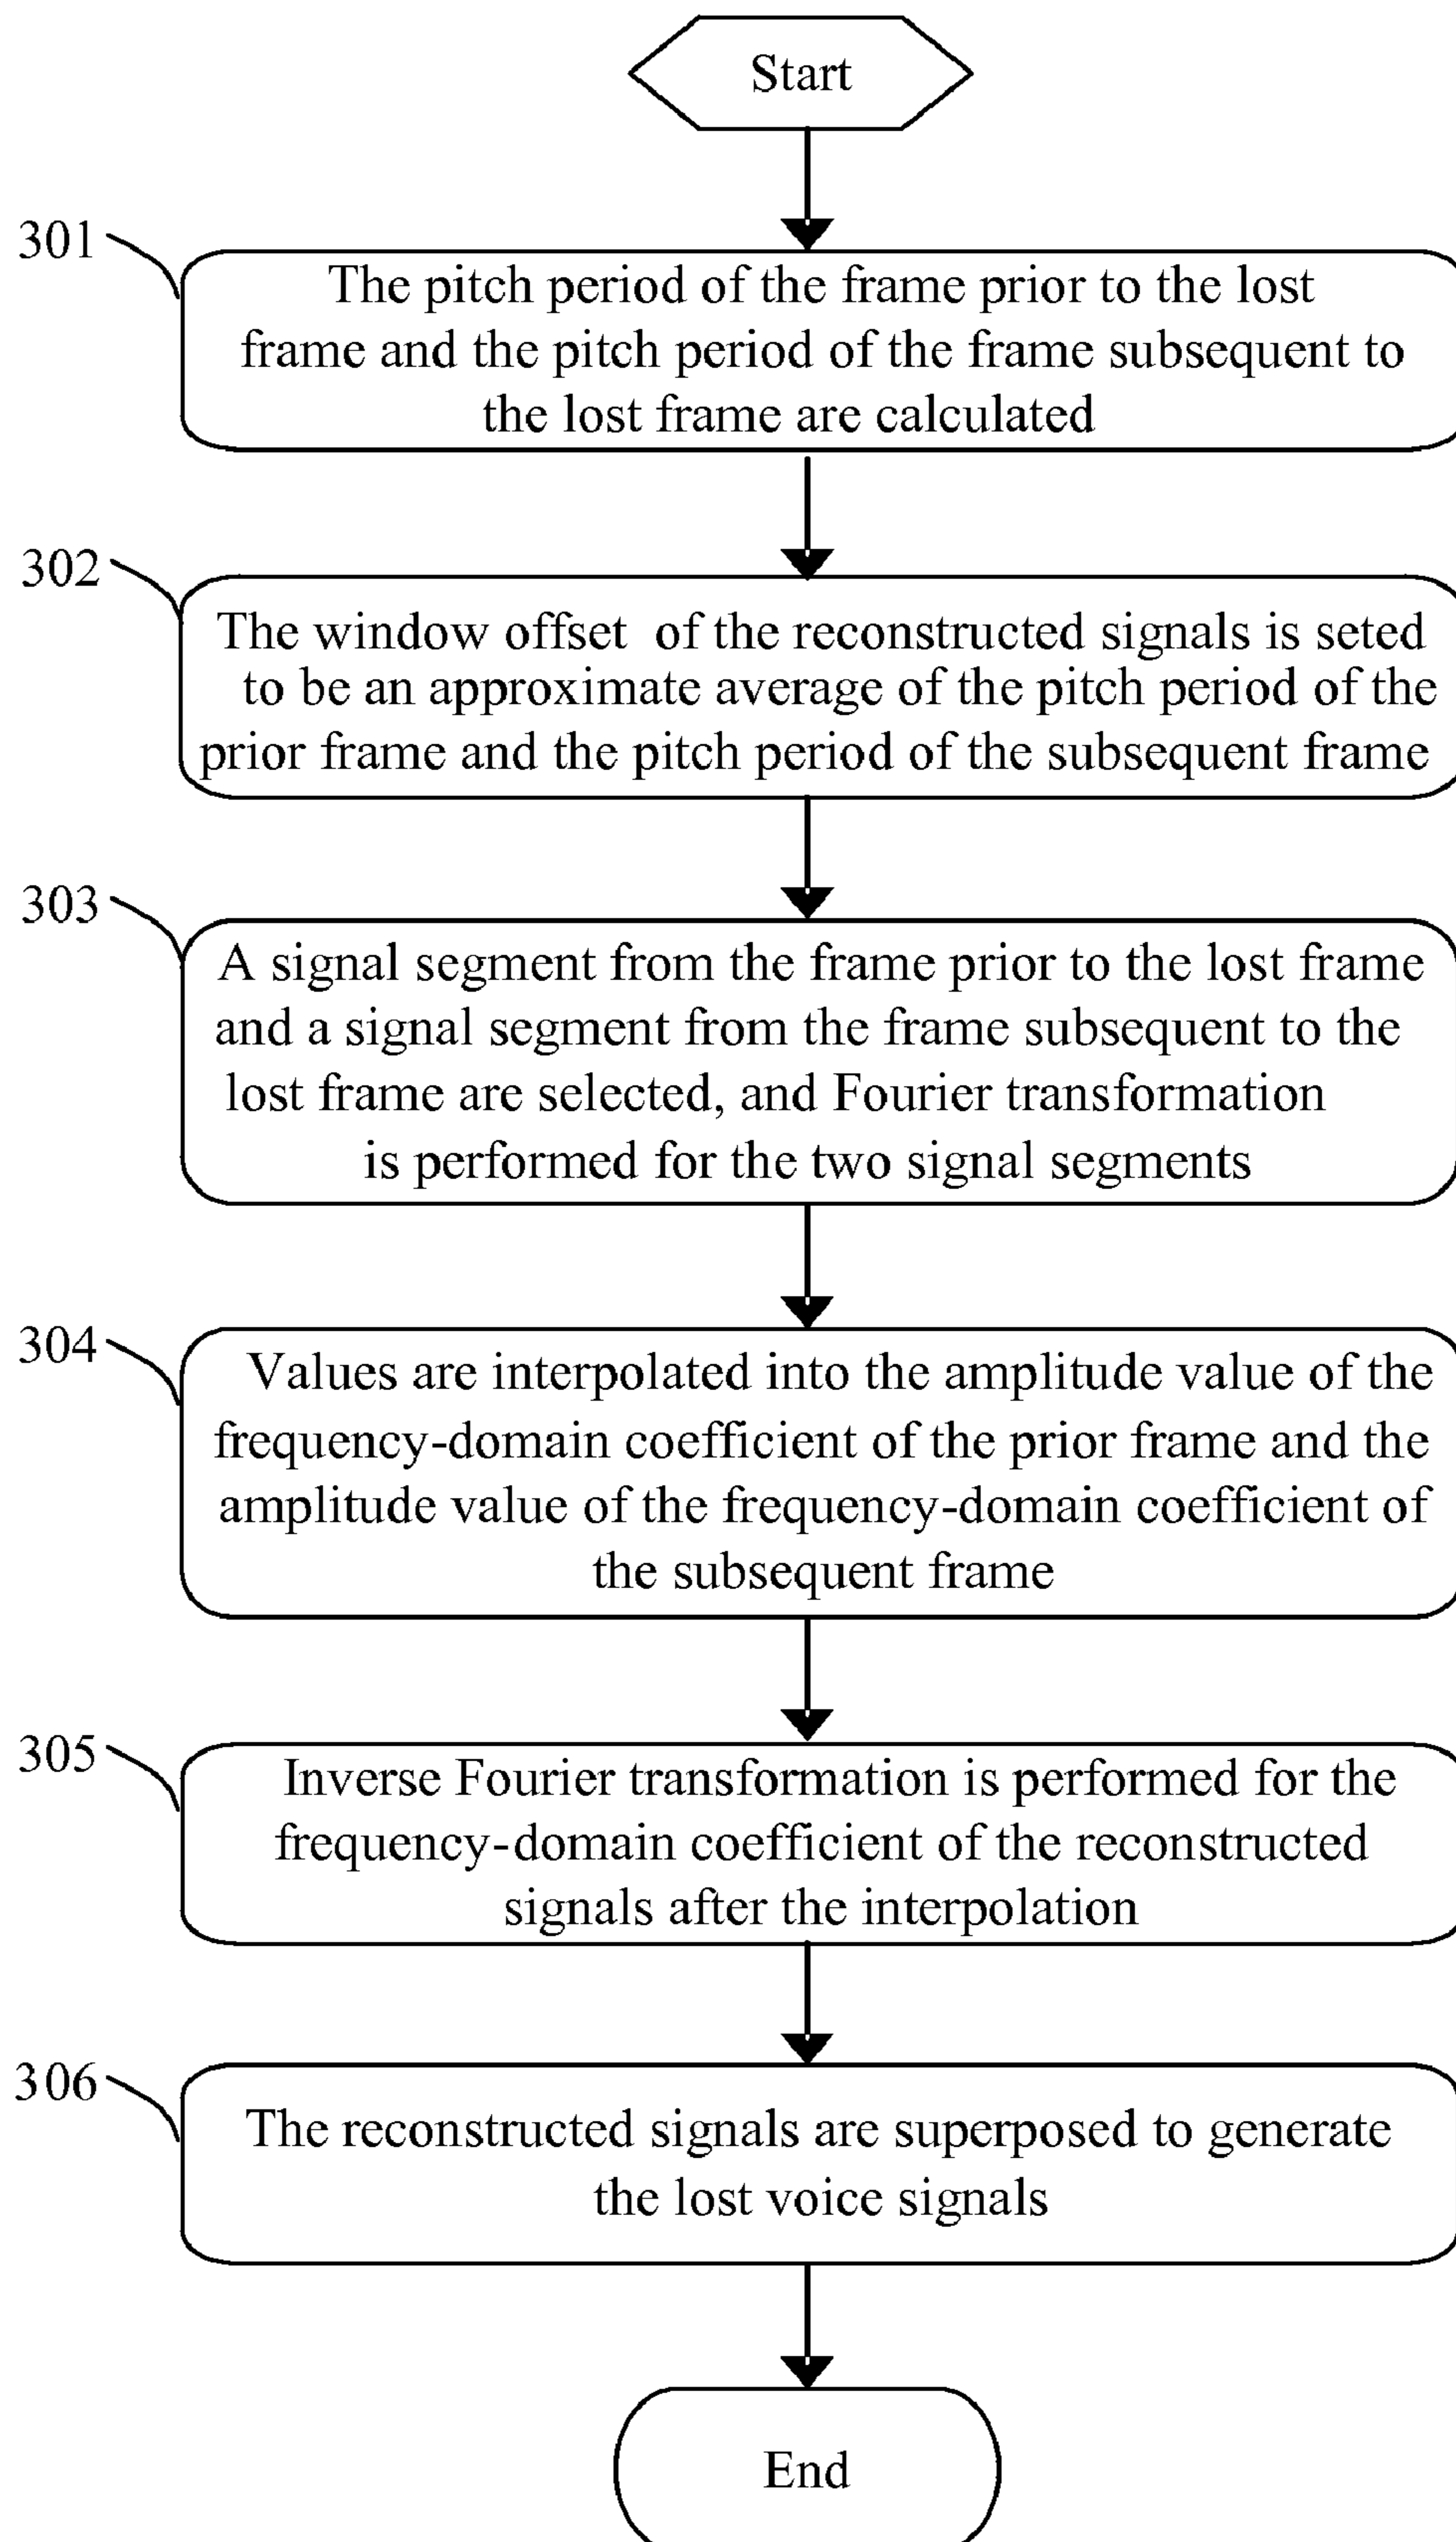 Start
301
The pitch period of the frame prior to the lost
frame and the pitch period of the frame subsequent to
the lost frame are calculated
302
The window offset of the reconstructed signals is seted
to be an approximate average of the pitch period of the
prior frame and the pitch period of the subsequent frame
303
A signal segment from the frame prior to the lost frame
and a signal segment from the frame subsequent to the
lost frame are selected, and Fourier transformation
is performed for the two signal segments
304
Values are interpolated into the amplitude value of the
frequency-domain coefficient of the prior frame and the
amplitude value of the frequency-domain coefficient of
the subsequent frame
305
Inverse Fourier transformation is performed for the
frequency-domain coefficient of the reconstructed
signals after the interpolation
306
The reconstructed signals are superposed to generate
the lost voice signals
End